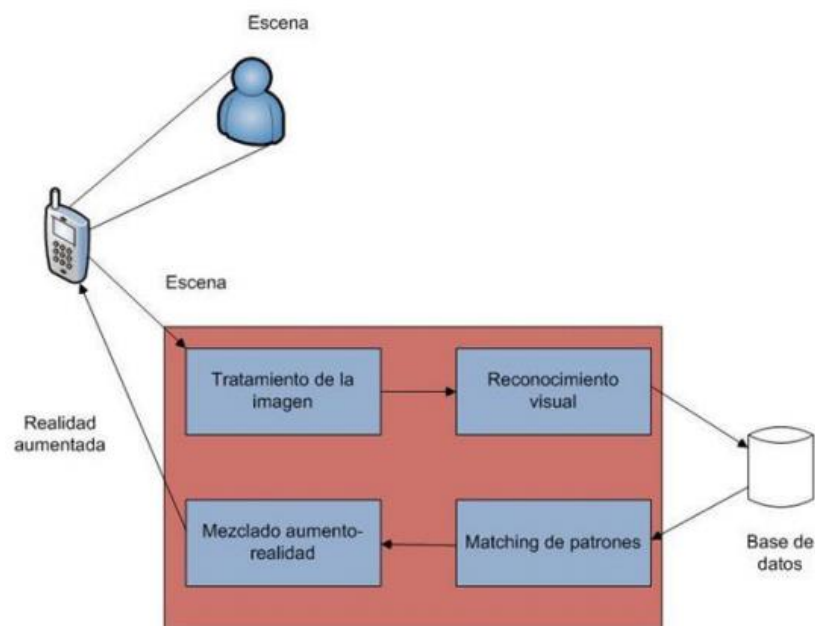 Escena
Escena
Tratamiento de la
imagen
Reconocimiento
visual
Realidad
aumentada
Mezclado aumento-
realidad
Matching de patrones
Base de
datos